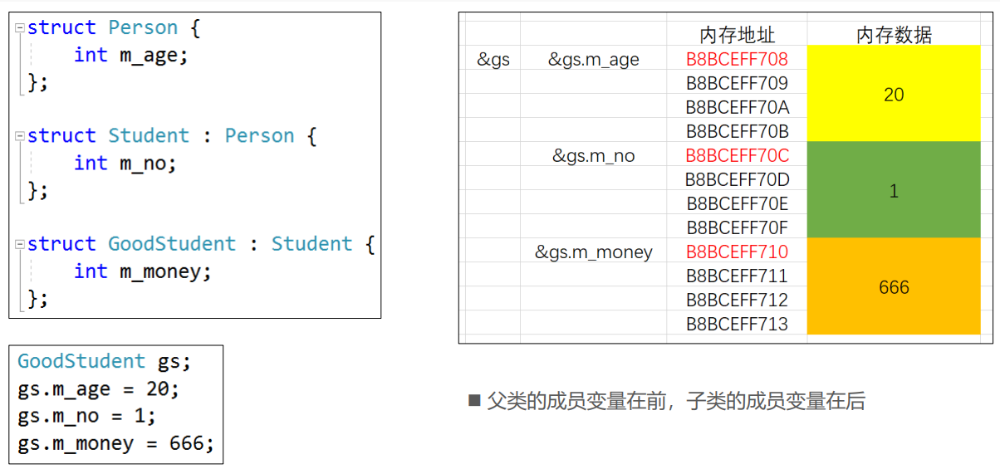 struct Person {
int m_age;
};
struct Student : Person {
int m_no;
};
struct GoodStudent : Student {
int m_money;
};
GoodStudent gs;
gs.m_age = 20;
gs.m_no = 1;
gs.m_money = 666;
内存地址 内存数据
&gs &gs.m_age B8BCEFF708
B8BCEFF709
20
B8BCEFF70A
B8BCEFF70B
&gs.m_no B8BCEFF70C
B8BCEFF70D
1
B8BCEFF70E
B8BCEFF70F
&gs.m_money B8BCEFF710
B8BCEFF711
666
B8BCEFF712
B8BCEFF713
■ 父类的成员变量在前，子类的成员变量在后